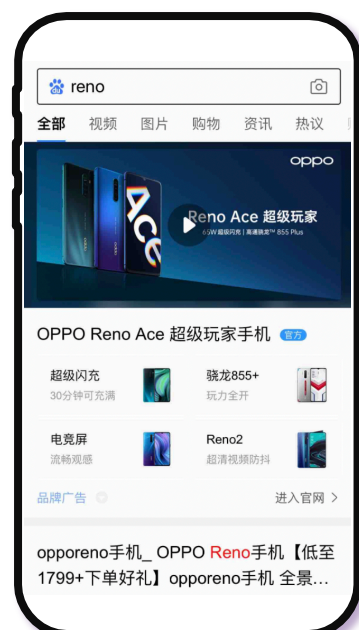 reno
全部 视频 图片 购物 资讯 热议
oppo
Ace
Reno Ace 超级玩家
65W 超级闪充 | 高通骁龙™ 855 Plus
OPPO Reno Ace 超级玩家手机 官方
超级闪充
30分钟可充满
骁龙855+
玩力全开
电竞屏
流畅观感
Reno2
超清视频防抖
品牌广告
进入官网
opporeno手机_ OPPO Reno手机【低至
1799+下单好礼】opporeno手机 全景...